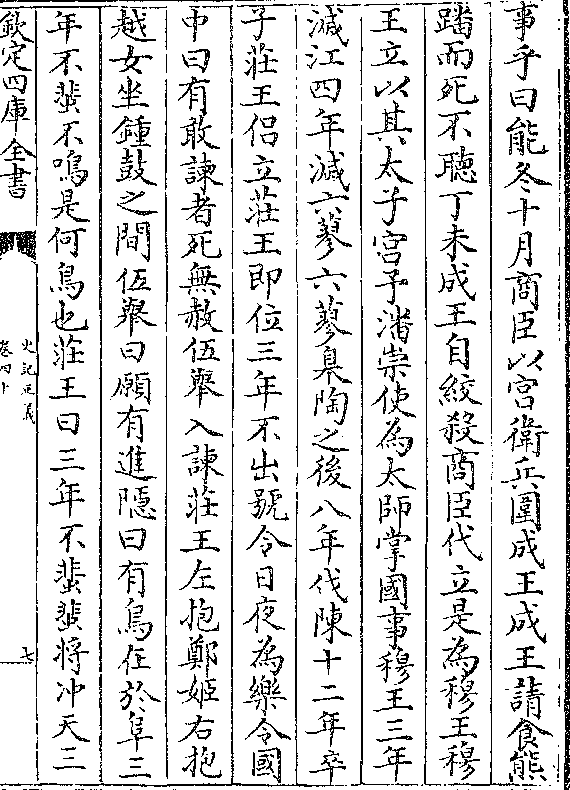 事乎曰能冬十月商臣以宫衛兵圍成王成王請食熊
蹯而死不聽丁未成王自絞殺商臣代立是為穆王穆
王立以其太子宫予潘崇使為太師掌國事穆王三年
滅江四年滅六蓼六蓼臯陶之後八年伐陳十二年卒
子莊王侶立莊王即位三年不出號令日夜為樂令國
中曰有敢諫者死無赦伍舉入諫莊王左抱鄭姬右抱
越女坐鍾鼓之間伍舉曰願有進隱曰有鳥在於阜三
年不蜚不鳴是何鳥也莊王曰三年不蜚蜚將冲天三
欽定四庫全書
史記正義
卷四十
七